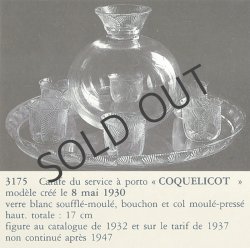 SOLD OUT
3175 Carafe du service à porto « COQUELICOT »
modèle créé le 8 mai 1930
verre blanc soufflé-moulé, bouchon et col moulé-pressé
haut. totale : 17 cm
figure au catalogue de 1932 et sur le tarif de 1937
non continué après 1947